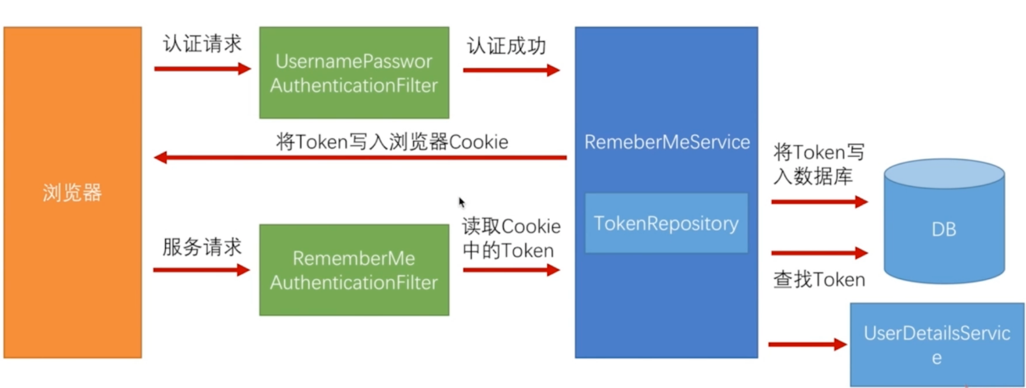 浏览器
认证请求
UsernamePasswor
AuthenticationFilter
认证成功
将Token写入浏览器Cookie
服务请求
RememberMe
AuthenticationFilter
读取Cookie
中的Token
RemeberMeService
TokenRepository
将Token写
入数据库
DB
查找Token
UserDetailsServic
e